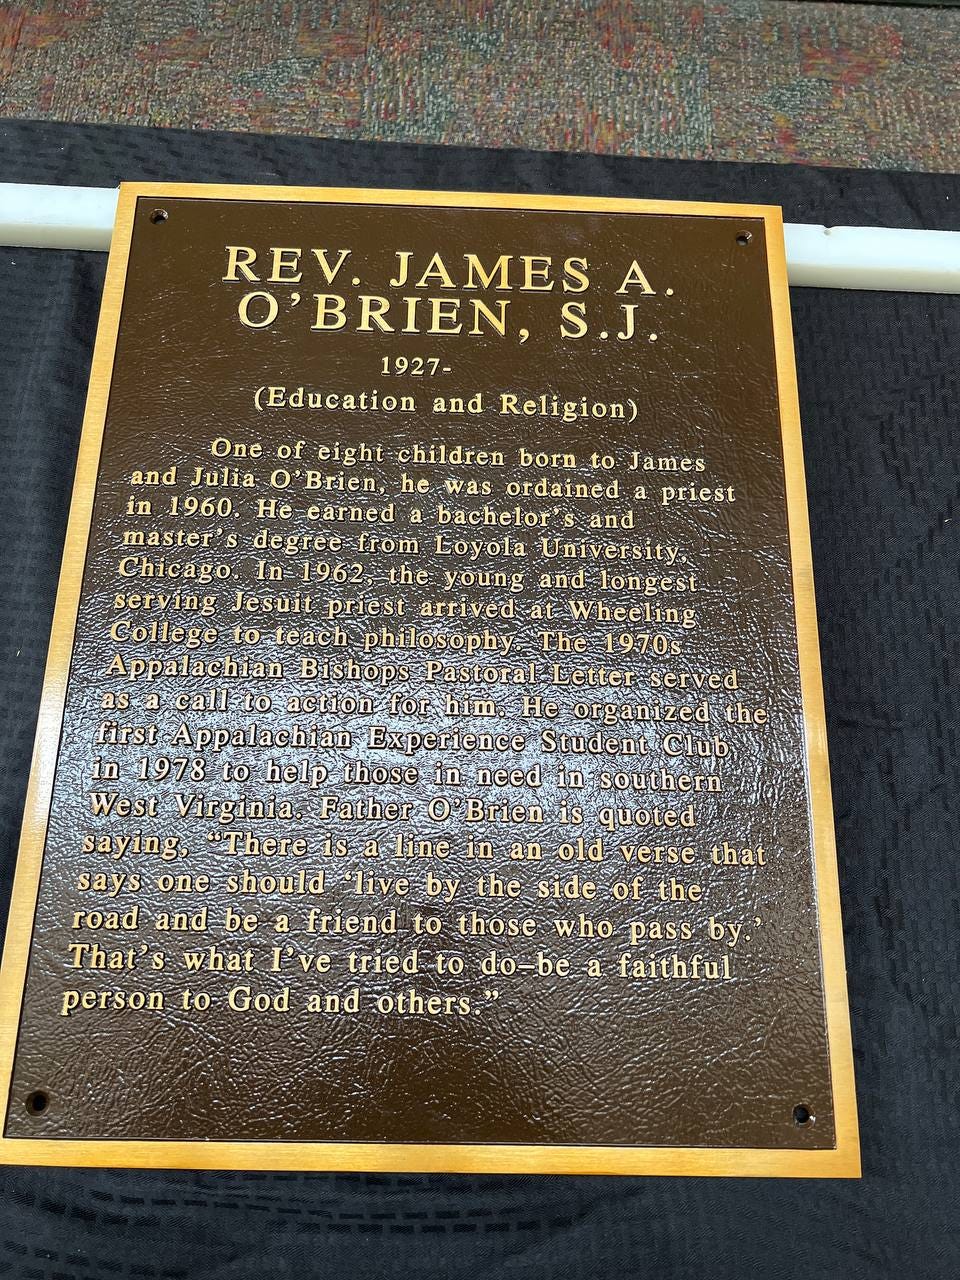 REV. JAMES A.
O'BRIEN, S.J.
1927-
(Education and Religion)
One of eight children born to James
and Julia O'Brien, he was ordained a priest
in 1960. He earned a bachelor's and
master's degree from Loyola University,
Chicago. In 1962, the young and longest
serving Jesuit priest arrived at Wheeling
College to teach philosophy. The 1970s
Appalachian Bishops Pastoral Letter served
as a call to action for him. He organized the
first Appalachian Experience Student Club
in 1978 to help those in need in southern
West Virginia. Father O'Brien is quoted
saying, “There is a line in an old verse that
says one should ‘live by the side of the
road and be a friend to those who pass by.’
That's what I've tried to do–be a faithful
person to God and others.”